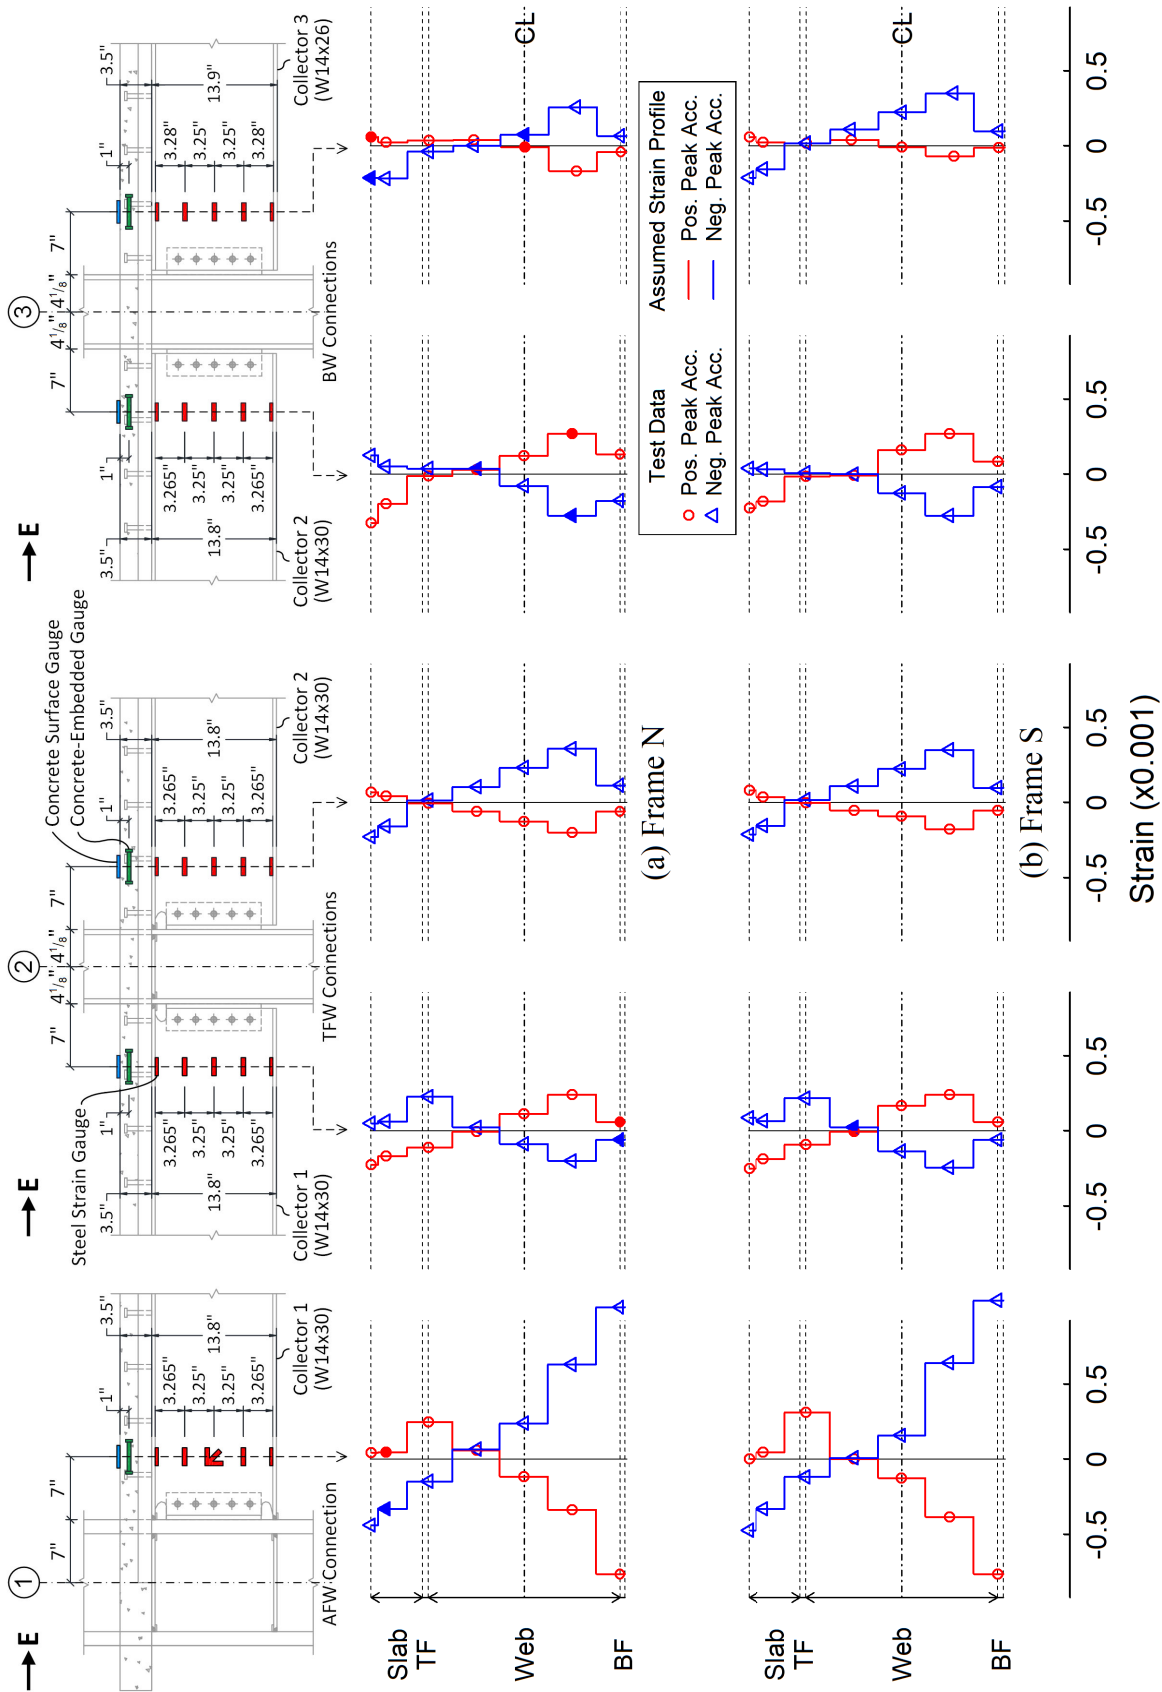 1
2
3
E
E
E
7"
7"
7"
4 1/8"
4 1/8"
7"
7"
4 1/8"
4 1/8"
7"
1"
3.5"
3.265"
3.25"
3.25"
3.265"
13.8"
Collector 1
(W14x30)
AFW Connection
Steel Strain Gauge
3.5"
1"
13.8"
3.265"
3.25"
3.25"
3.265"
Collector 1
(W14x30)
TFW Connections
Concrete Surface Gauge
Concrete-Embedded Gauge
1"
3.5"
3.265"
3.25"
3.25"
3.265"
13.8"
Collector 2
(W14x30)
3.5"
1"
13.8"
3.265"
3.25"
3.25"
3.265"
Collector 2
(W14x30)
BW Connections
1"
3.5"
3.28"
3.25"
3.25"
3.28"
13.9"
Collector 3
(W14x26)
Slab
TF
Web
BF
CL
(a) Frame N
Test Data
Pos. Peak Acc.
Neg. Peak Acc.
Assumed Strain Profile
Pos. Peak Acc.
Neg. Peak Acc.
Slab
TF
Web
BF
CL
(b) Frame S
-0.5 0 0.5
-0.5 0 0.5
-0.5 0 0.5
-0.5 0 0.5
-0.5 0 0.5
Strain (x0.001)